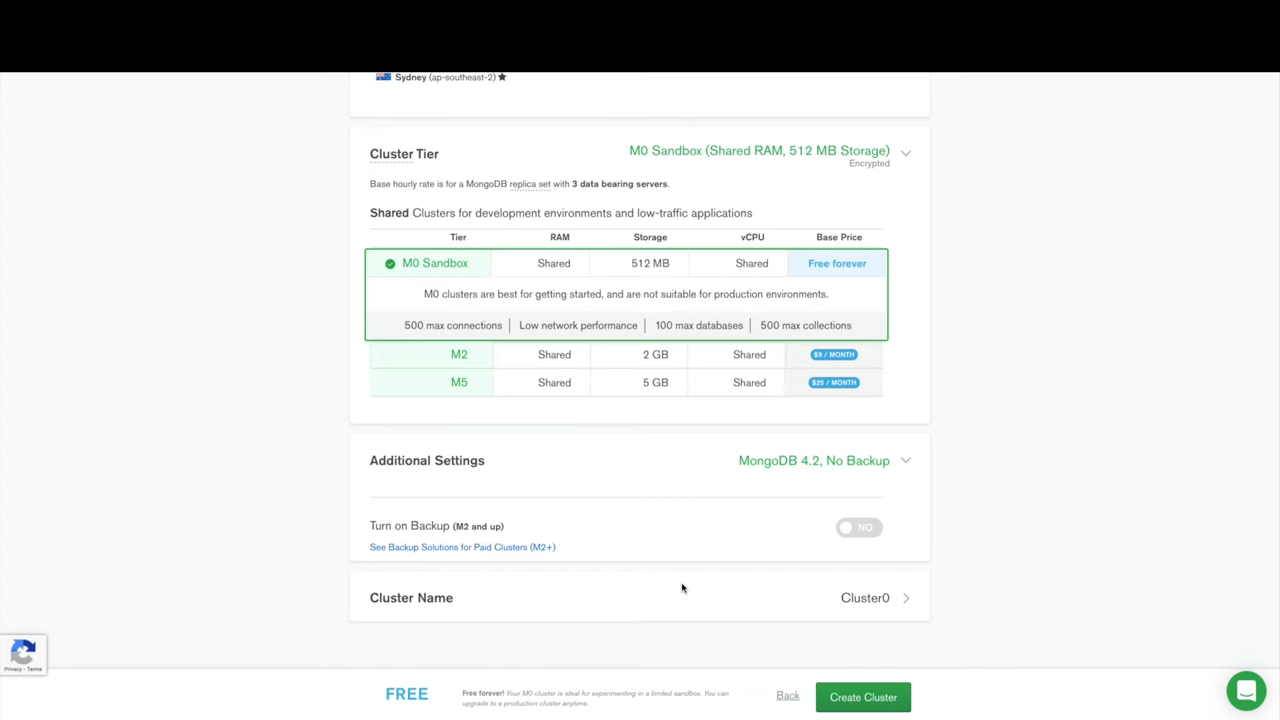 Sydney (ap-southeast-2) ★
Cluster Tier
M0 Sandbox (Shared RAM, 512 MB Storage)
Encrypted
Base hourly rate is for a MongoDB replica set with 3 data bearing servers.
Shared Clusters for development environments and low-traffic applications
Tier RAM Storage vCPU Base Price
M0 Sandbox Shared 512 MB Shared Free forever
M0 clusters are best for getting started, and are not suitable for production environments.
500 max connections | Low network performance | 100 max databases | 500 max collections
M2 Shared 2 GB Shared $9 / MONTH
M5 Shared 5 GB Shared $25 / MONTH
Additional Settings MongoDB 4.2, No Backup
Turn on Backup (M2 and up) NO
See Backup Solutions for Paid Clusters (M2+)
Cluster Name Cluster0
Privacy - Terms
FREE
Free forever! Your M0 cluster is ideal for experimenting in a limited sandbox. You can
upgrade to a production cluster anytime.
Back
Create Cluster